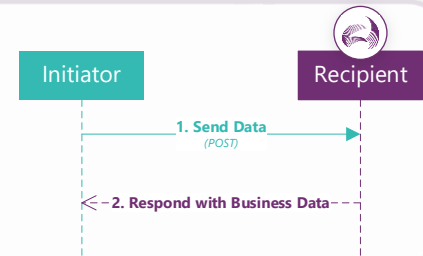 Initiator
Recipient
1. Send Data
(POST)
2. Respond with Business Data